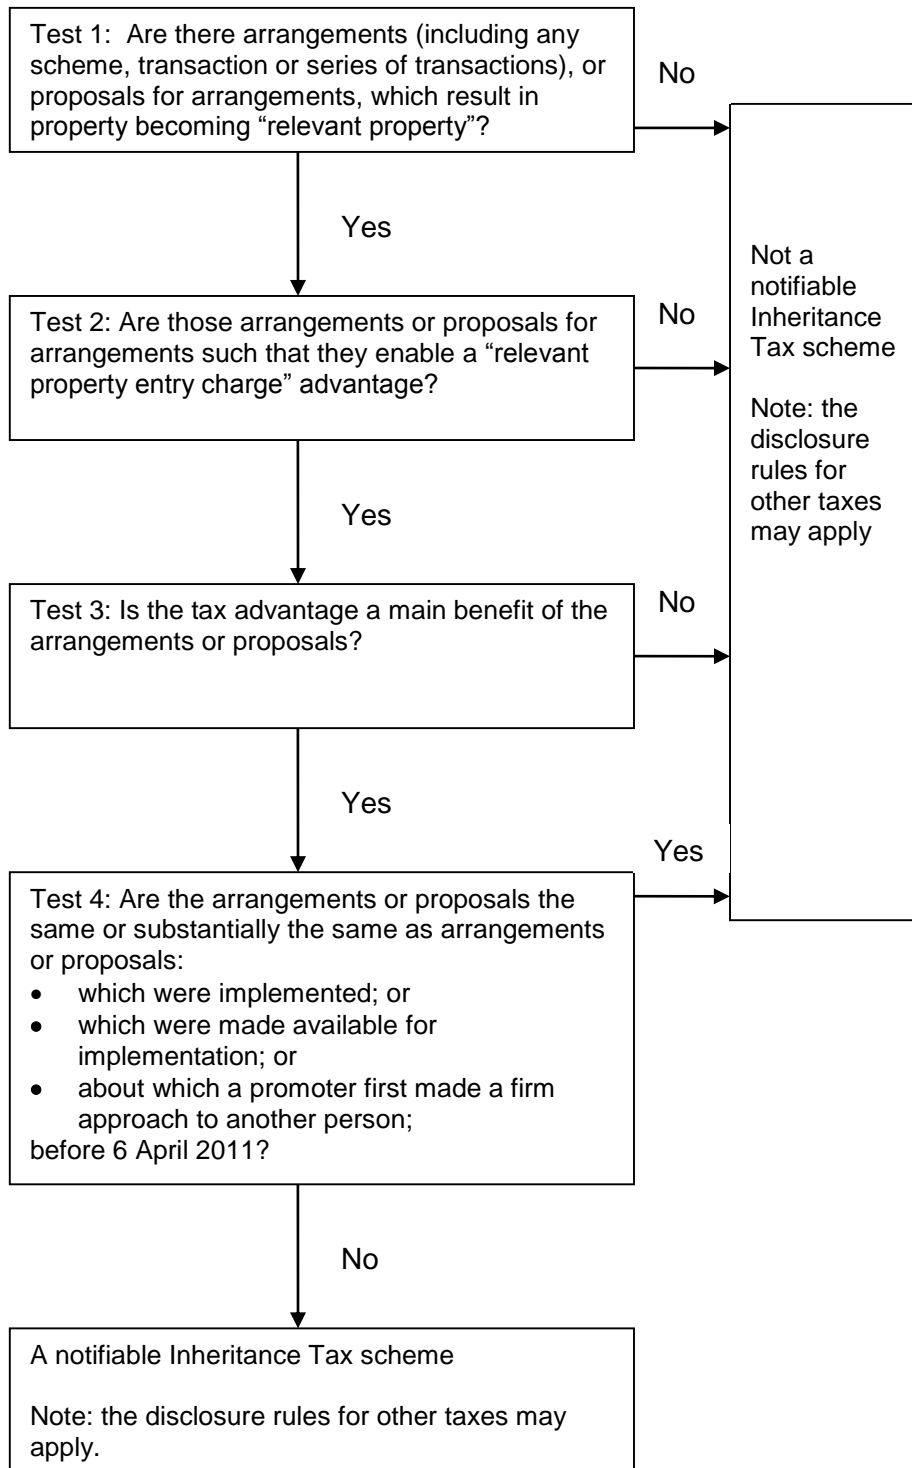 Test 1:  Are there arrangements (including any
scheme, transaction or series of transactions), or
proposals for arrangements, which result in
property becoming “relevant property”?
No
Yes
Test 2: Are those arrangements or proposals for
arrangements such that they enable a “relevant
property entry charge” advantage?
No
Yes
Test 3: Is the tax advantage a main benefit of the
arrangements or proposals?
No
Yes
Test 4: Are the arrangements or proposals the
same or substantially the same as arrangements
or proposals:
• which were implemented; or
• which were made available for
implementation; or
• about which a promoter first made a firm
approach to another person;
before 6 April 2011?
Yes
No
Not a
notifiable
Inheritance
Tax scheme
Note: the
disclosure
rules for
other taxes
may apply
A notifiable Inheritance Tax scheme
Note: the disclosure rules for other taxes may
apply.